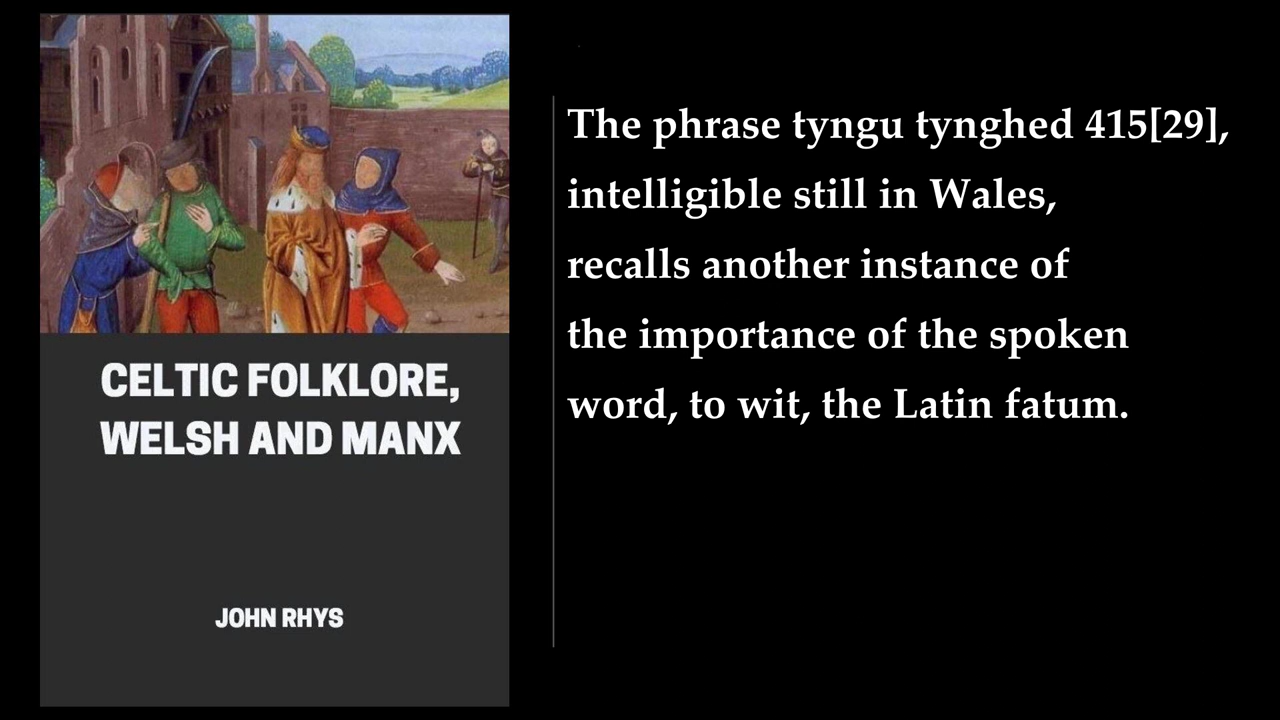 CELTIC FOLKLORE,
WELSH AND MANX
JOHN RHYS
The phrase tyngu tynghed 415[29],
intelligible still in Wales,
recalls another instance of
the importance of the spoken
word, to wit, the Latin fatum.